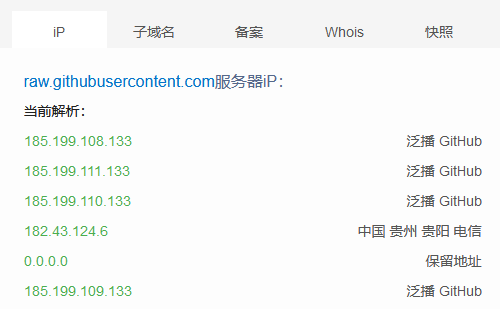 iP 子域名 备案 Whois 快照
raw.githubusercontent.com服务器iP：
当前解析：
185.199.108.133 泛播 GitHub
185.199.111.133 泛播 GitHub
185.199.110.133 泛播 GitHub
182.43.124.6 中国 贵州 贵阳 电信
0.0.0.0 保留地址
185.199.109.133 泛播 GitHub